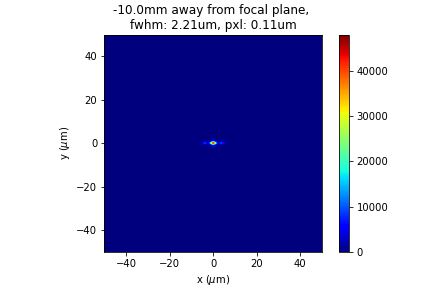 -10.0mm away from focal plane,
fwhm: 2.21um, pxl: 0.11um
40
20
0
−20
−40
y (μm)
−40 −20 0 20 40
x (μm)
40000
30000
20000
10000
0